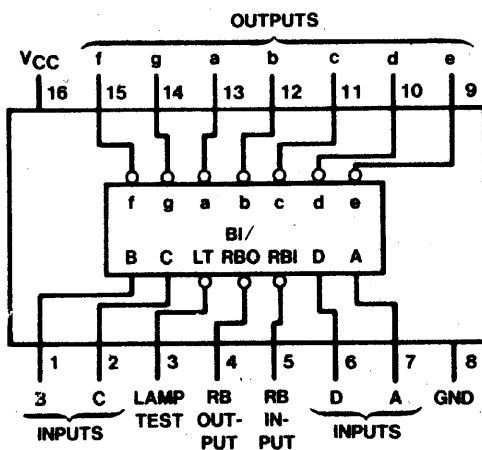 OUTPUTS
VCC f g a b c d e
16 15 14 13 12 11 10 9
f g a b c d e
BI/
B C LT RBO RBI D A
1 2 3 4 5 6 7 8
B C LAMP RB RB D A GND
TEST OUT- IN-
INPUTS PUT PUT INPUTS